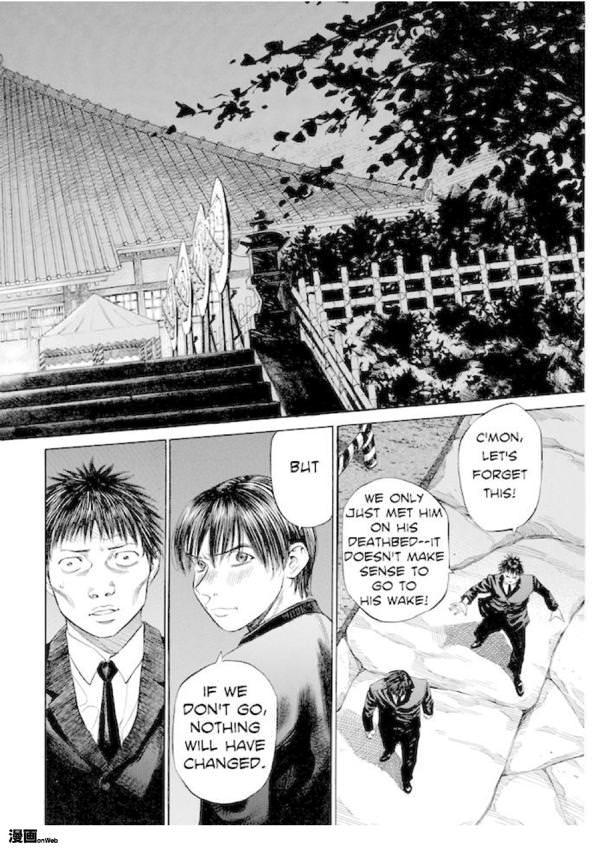 C'MON,
LET'S
FORGET
THIS!
WE ONLY
JUST MET HIM
ON HIS
DEATHBED--IT
DOESN'T MAKE
SENSE TO
GO TO
HIS WAKE!
BUT
IF WE
DON'T GO,
NOTHING
WILL HAVE
CHANGED.
漫画onWeb